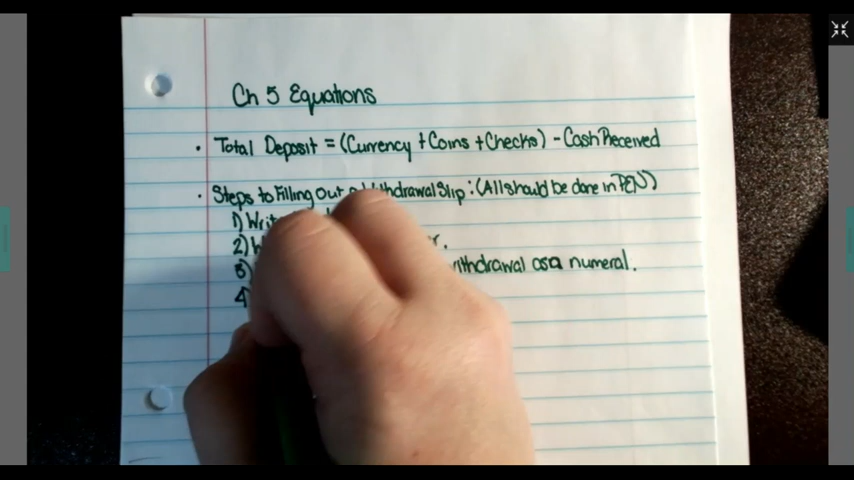 Ch 5 Equations
• Total Deposit = (Currency + Coins + Checks) - Cash Received
• Steps to Filling Out Withdrawal Slip: (All should be done in PEN)
1)
2)
3) withdrawal as a numeral.
4)